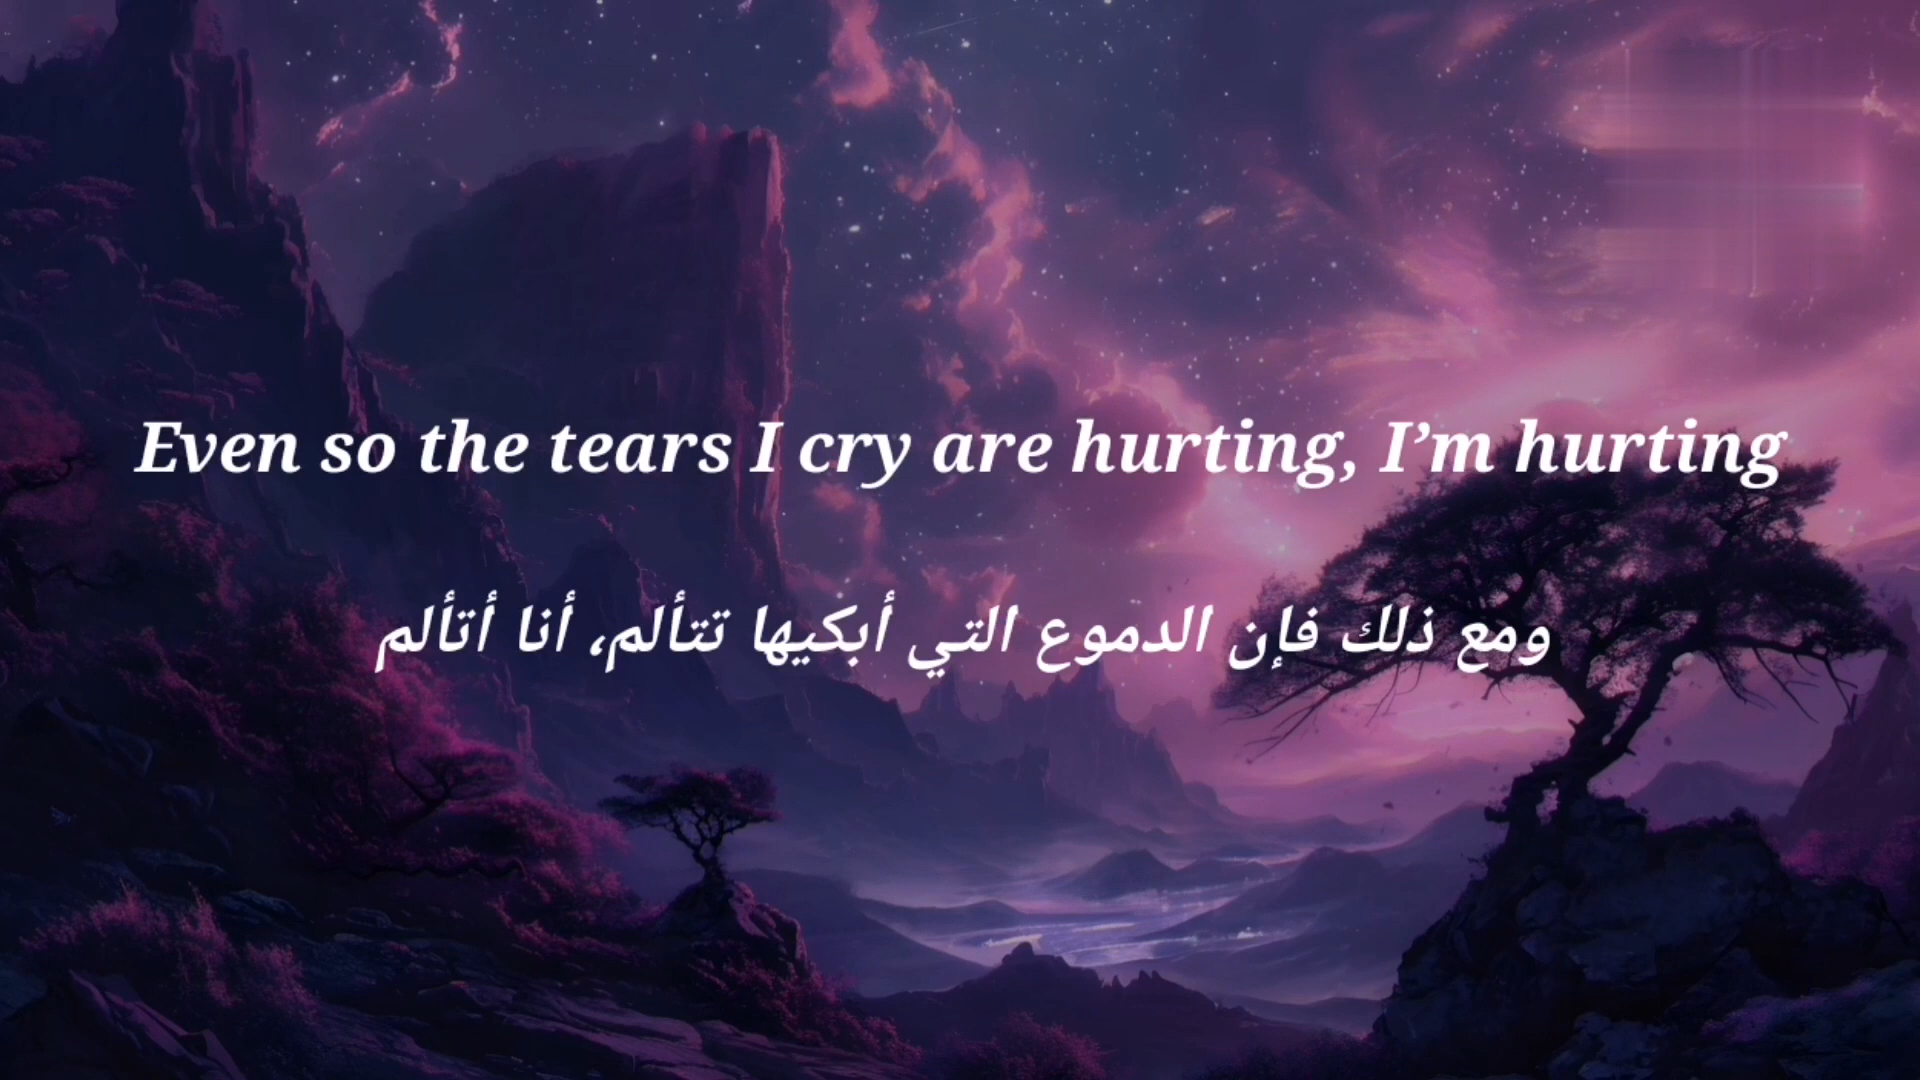 Even so the tears I cry are hurting, I’m hurting
ومع ذلك فإن الدموع التي أبكيها تتألم، أنا أتألم